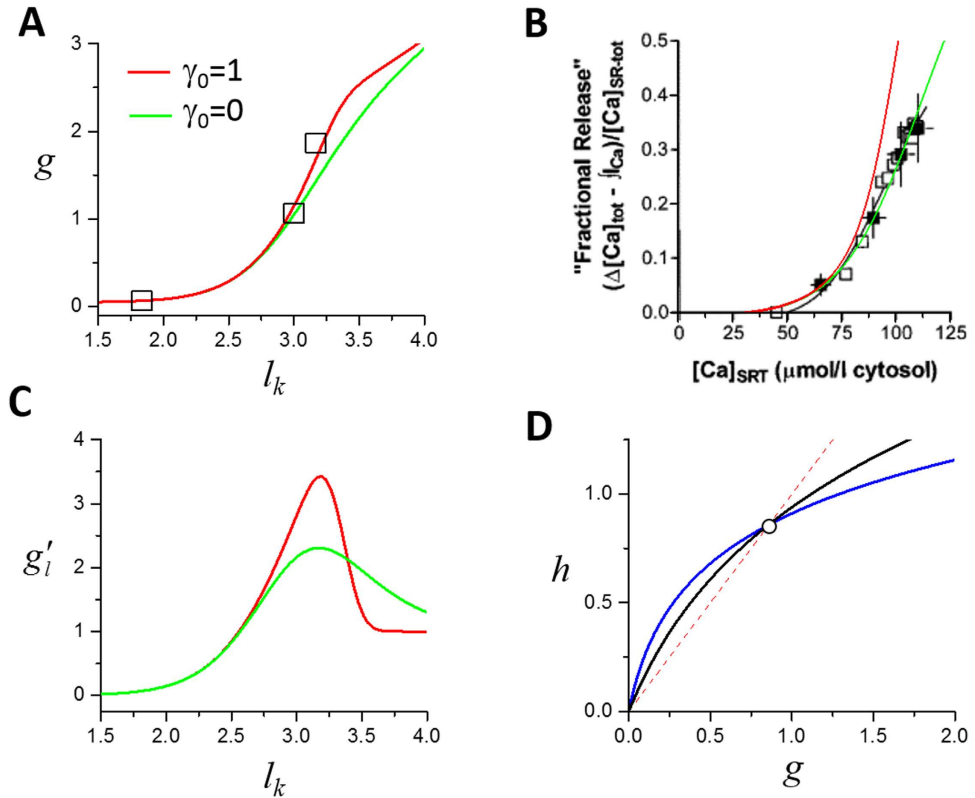 A
g
3
2
1
0
γ₀=1
γ₀=0
1.5 2.0 2.5 3.0 3.5 4.0
l_k
B
"Fractional Release"
(Δ[Ca]tot - ∫ICa)/[Ca]SR-tot
0.5
0.4
0.3
0.2
0.1
0.0
0 25 50 75 100 125
[Ca]SRT (μmol/l cytosol)
C
g′_l
4
3
2
1
0
1.5 2.0 2.5 3.0 3.5 4.0
l_k
D
h
1.0
0.5
0.0
0.0 0.5 1.0 1.5 2.0
g